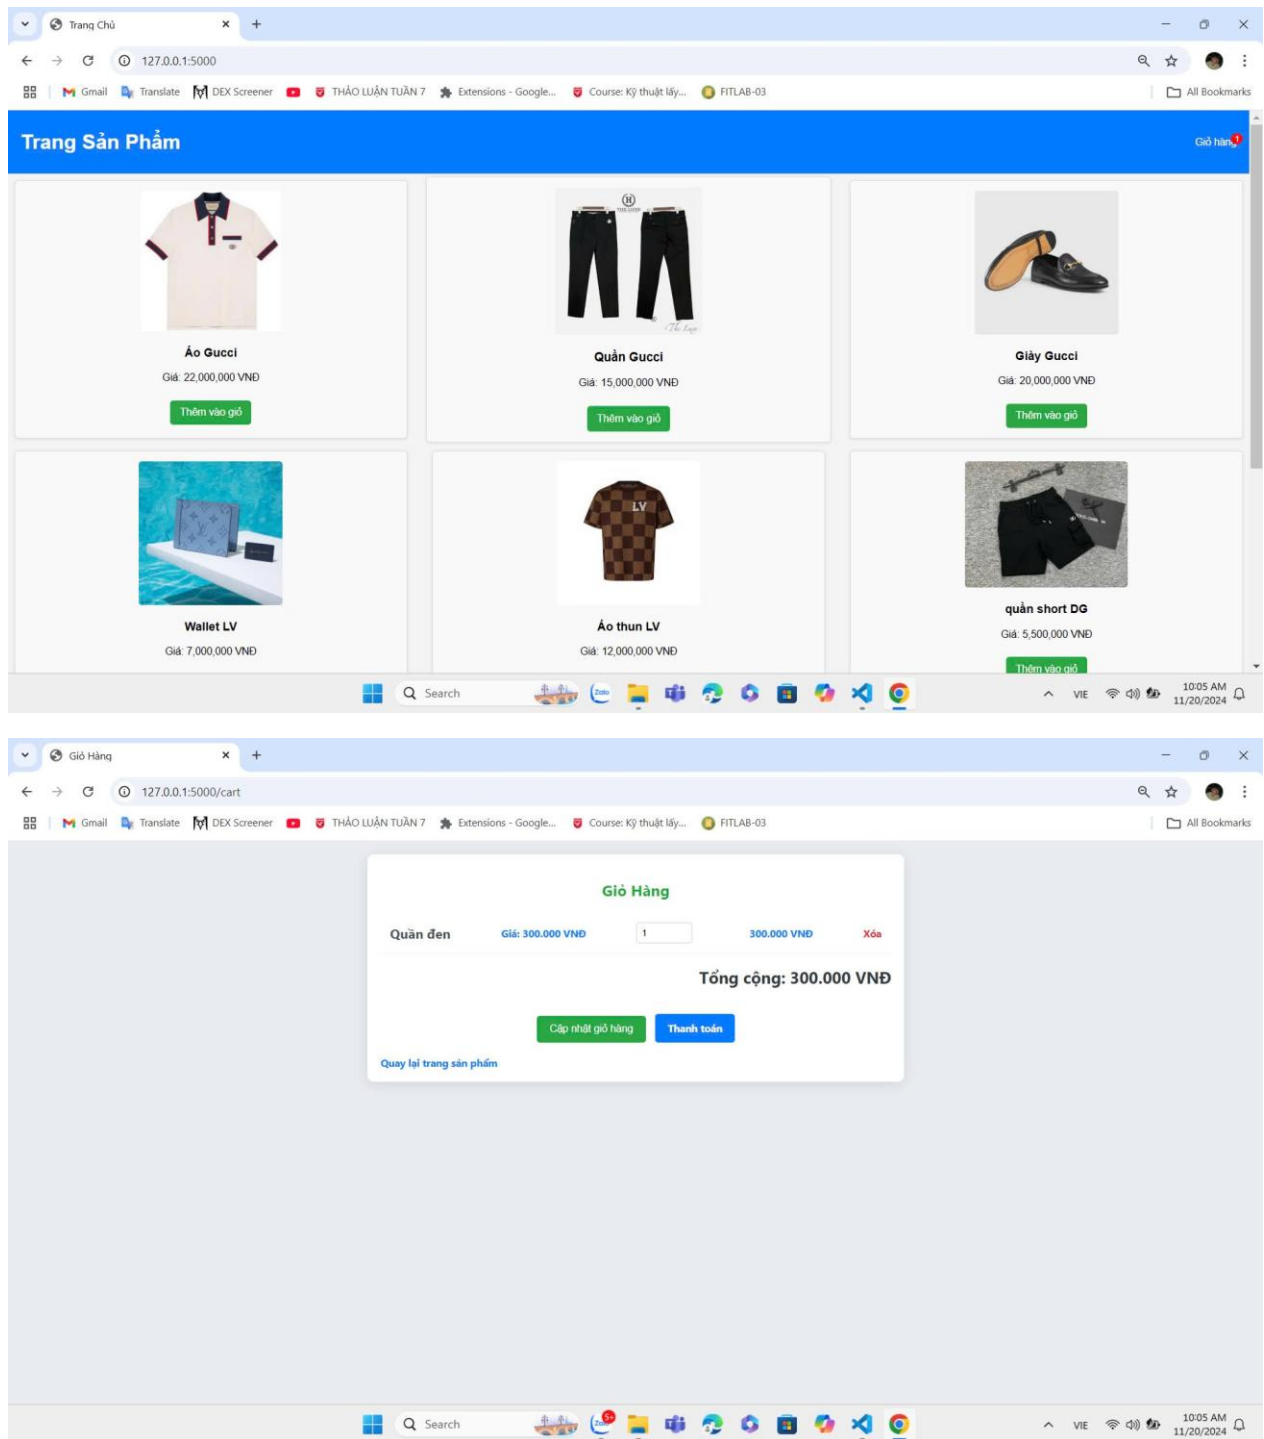 Trang Chủ
127.0.0.1:5000
Gmail Translate DEX Screener THẢO LUẬN TUẦN 7 Extensions - Google... Course: Kỹ thuật lấy... FITLAB-03 All Bookmarks
Trang Sản Phẩm
Giỏ hàng 1
THE LUXE
The Luxe
LV
Áo Gucci
Giá: 22,000,000 VNĐ
Thêm vào giỏ
Quần Gucci
Giá: 15,000,000 VNĐ
Thêm vào giỏ
Giày Gucci
Giá: 20,000,000 VNĐ
Thêm vào giỏ
Wallet LV
Giá: 7,000,000 VNĐ
Áo thun LV
Giá: 12,000,000 VNĐ
quần short DG
Giá: 5,500,000 VNĐ
Thêm vào giỏ
Search
Zalo
VIE
10:05 AM
11/20/2024
Giỏ Hàng
127.0.0.1:5000/cart
Gmail Translate DEX Screener THẢO LUẬN TUẦN 7 Extensions - Google... Course: Kỹ thuật lấy... FITLAB-03 All Bookmarks
Giỏ Hàng
Quần đen Giá: 300.000 VNĐ 1 300.000 VNĐ Xóa
Tổng cộng: 300.000 VNĐ
Cập nhật giỏ hàng Thanh toán
Quay lại trang sản phẩm
Search
5+
VIE
10:05 AM
11/20/2024